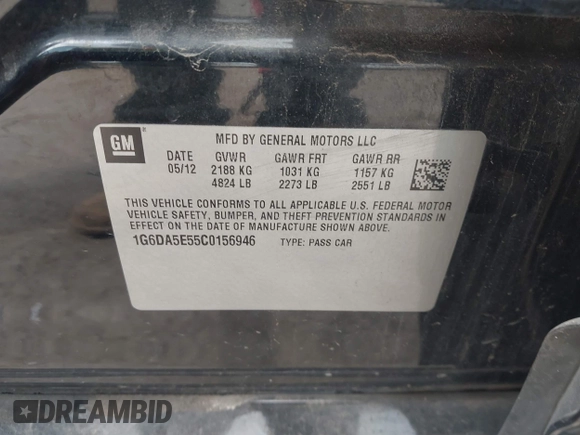 GM
MFD BY GENERAL MOTORS LLC
DATE GVWR GAWR FRT GAWR RR
05/12 2188 KG 1031 KG 1157 KG
4824 LB 2273 LB 2551 LB
THIS VEHICLE CONFORMS TO ALL APPLICABLE U.S. FEDERAL MOTOR
VEHICLE SAFETY, BUMPER, AND THEFT PREVENTION STANDARDS IN
EFFECT ON THE DATE OF MANUFACTURE SHOWN ABOVE.
1G6DA5E55C0156946 TYPE: PASS CAR
DREAMBID